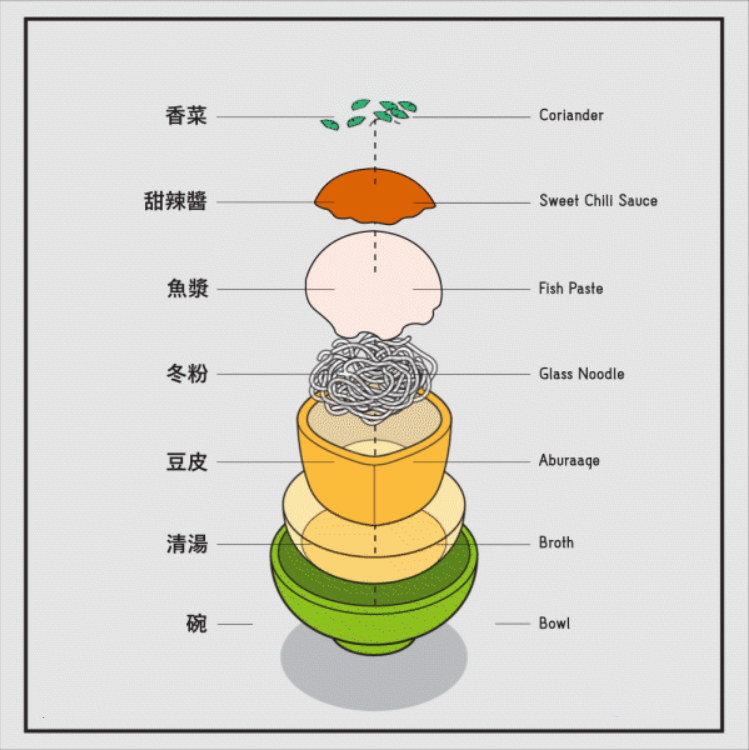 香菜 Coriander
甜辣醬 Sweet Chili Sauce
魚漿 Fish Paste
冬粉 Glass Noodle
豆皮 Aburaage
清湯 Broth
碗 Bowl